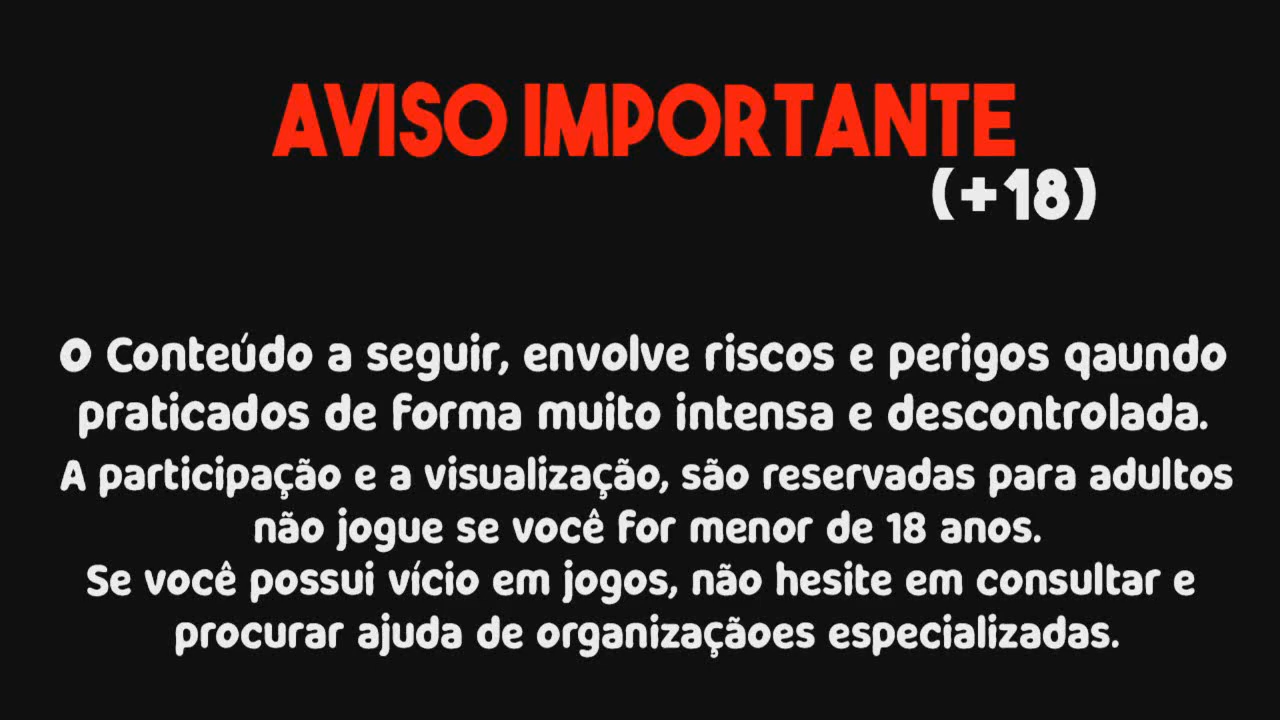 AVISO IMPORTANTE
(+18)
O Conteúdo a seguir, envolve riscos e perigos qaundo
praticados de forma muito intensa e descontrolada.
A participação e a visualização, são reservadas para adultos
não jogue se você for menor de 18 anos.
Se você possui vício em jogos, não hesite em consultar e
procurar ajuda de organizaçãoes especializadas.